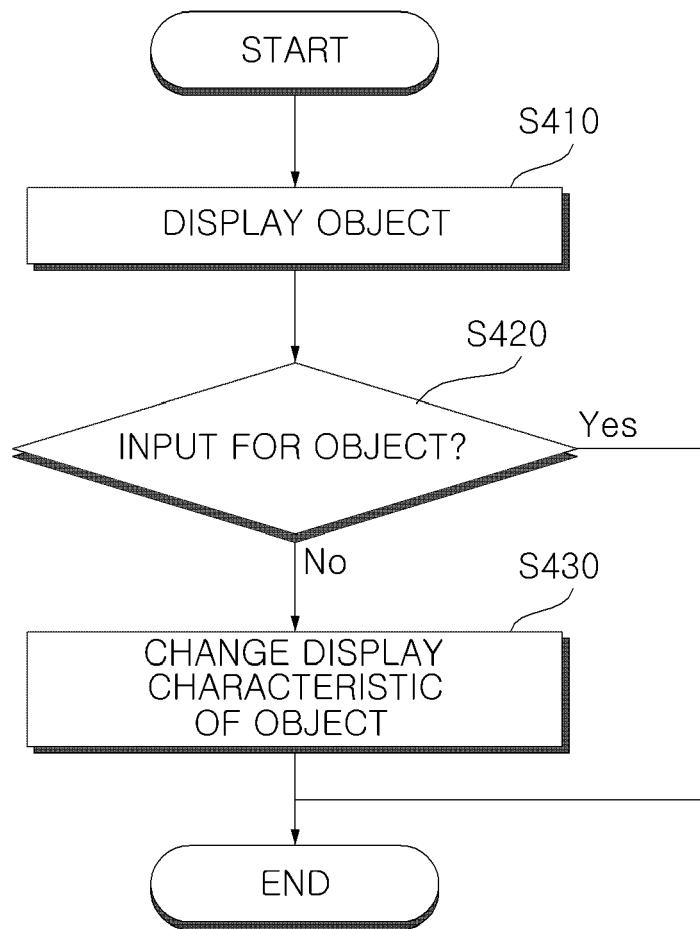 START
S410
DISPLAY OBJECT
S420
INPUT FOR OBJECT?
Yes
No
S430
CHANGE DISPLAY
CHARACTERISTIC
OF OBJECT
END